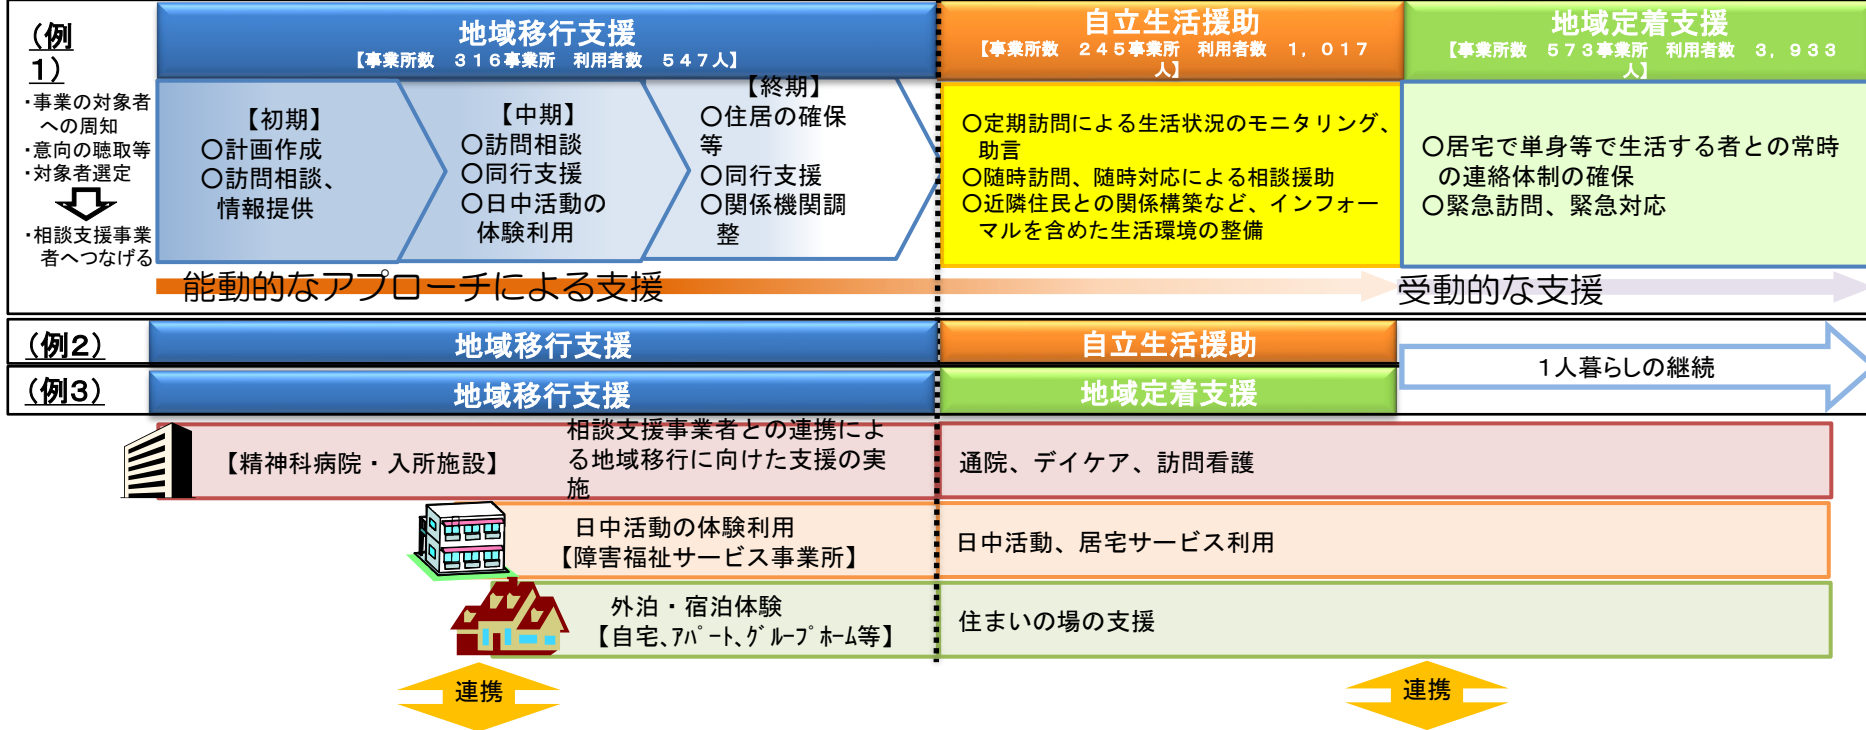 （例
１）
・事業の対象者
への周知
・意向の聴取等
・対象者選定
・相談支援事業
者へつなげる
地域移行支援
【事業所数　３１６事業所　利用者数　５４７人】
【初期】
〇計画作成
〇訪問相談、
情報提供
【中期】
〇訪問相談
〇同行支援
〇日中活動の
体験利用
【終期】
〇住居の確保
等
〇同行支援
〇関係機関調
整
自立生活援助
【事業所数　２４５事業所　利用者数　１，０１７
人】
〇定期訪問による生活状況のモニタリング、
助言
〇随時訪問、随時対応による相談援助
〇近隣住民との関係構築など、インフォー
マルを含めた生活環境の整備
地域定着支援
【事業所数　５７３事業所　利用者数　３，９３３
人】
〇居宅で単身等で生活する者との常時
の連絡体制の確保
〇緊急訪問、緊急対応
能動的なアプローチによる支援
受動的な支援
（例２）
地域移行支援
自立生活援助
１人暮らしの継続
（例３）
地域移行支援
地域定着支援
【精神科病院・入所施設】
相談支援事業者との連携によ
る地域移行に向けた支援の実
施
通院、デイケア、訪問看護
日中活動の体験利用
【障害福祉サービス事業所】
日中活動、居宅サービス利用
外泊・宿泊体験
【自宅、ｱﾊﾟｰﾄ、ｸﾞﾙｰﾌﾟﾎｰﾑ等】
住まいの場の支援
連携
連携